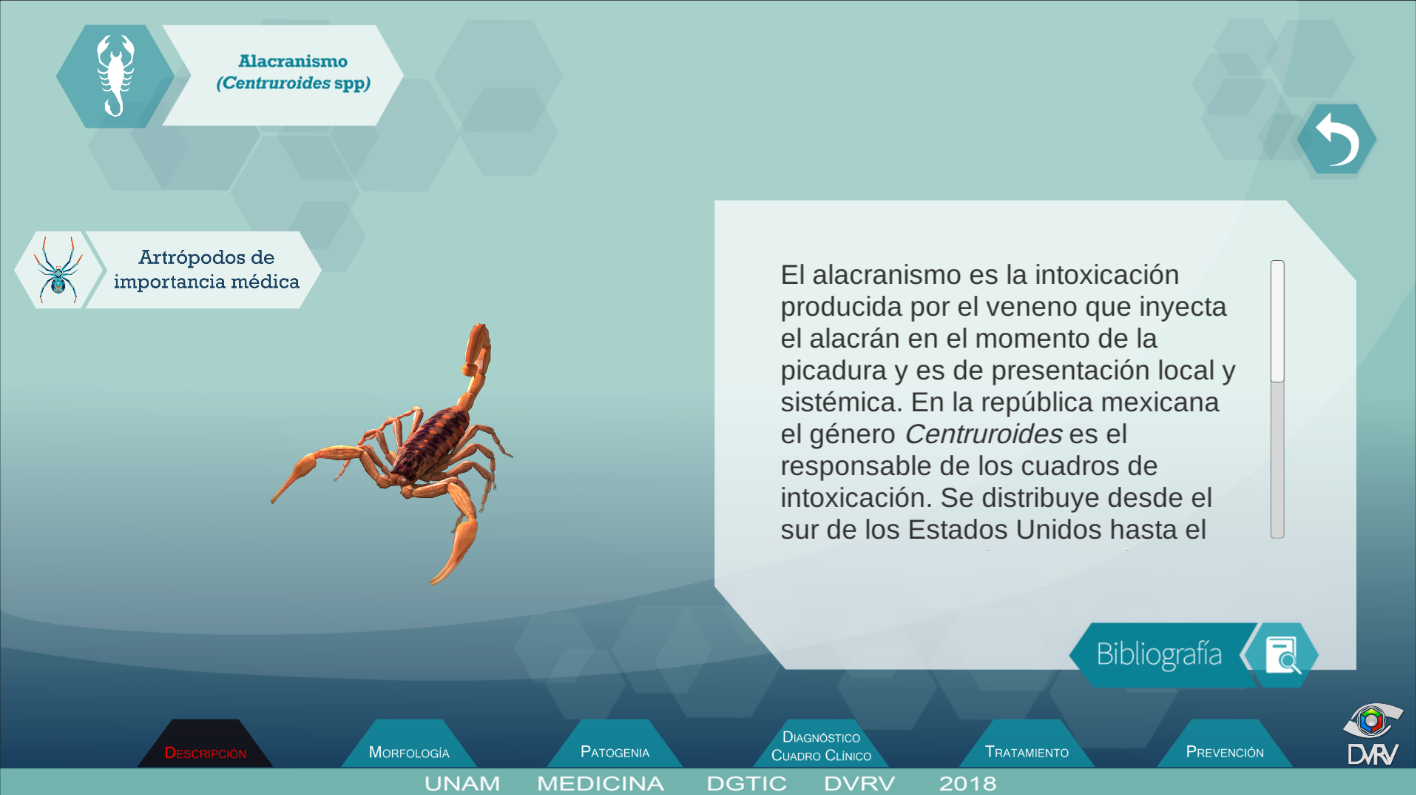 Alacranismo
(Centruroides spp)
Artrópodos de
importancia médica
El alacranismo es la intoxicación
producida por el veneno que inyecta
el alacrán en el momento de la
picadura y es de presentación local y
sistémica. En la república mexicana
el género Centruroides es el
responsable de los cuadros de
intoxicación. Se distribuye desde el
sur de los Estados Unidos hasta el
Bibliografía
DESCRIPCIÓN
MORFOLOGÍA
PATOGENIA
DIAGNÓSTICO
CUADRO CLÍNICO
TRATAMIENTO
PREVENCIÓN
DVRV
UNAM MEDICINA DGTIC DVRV 2018